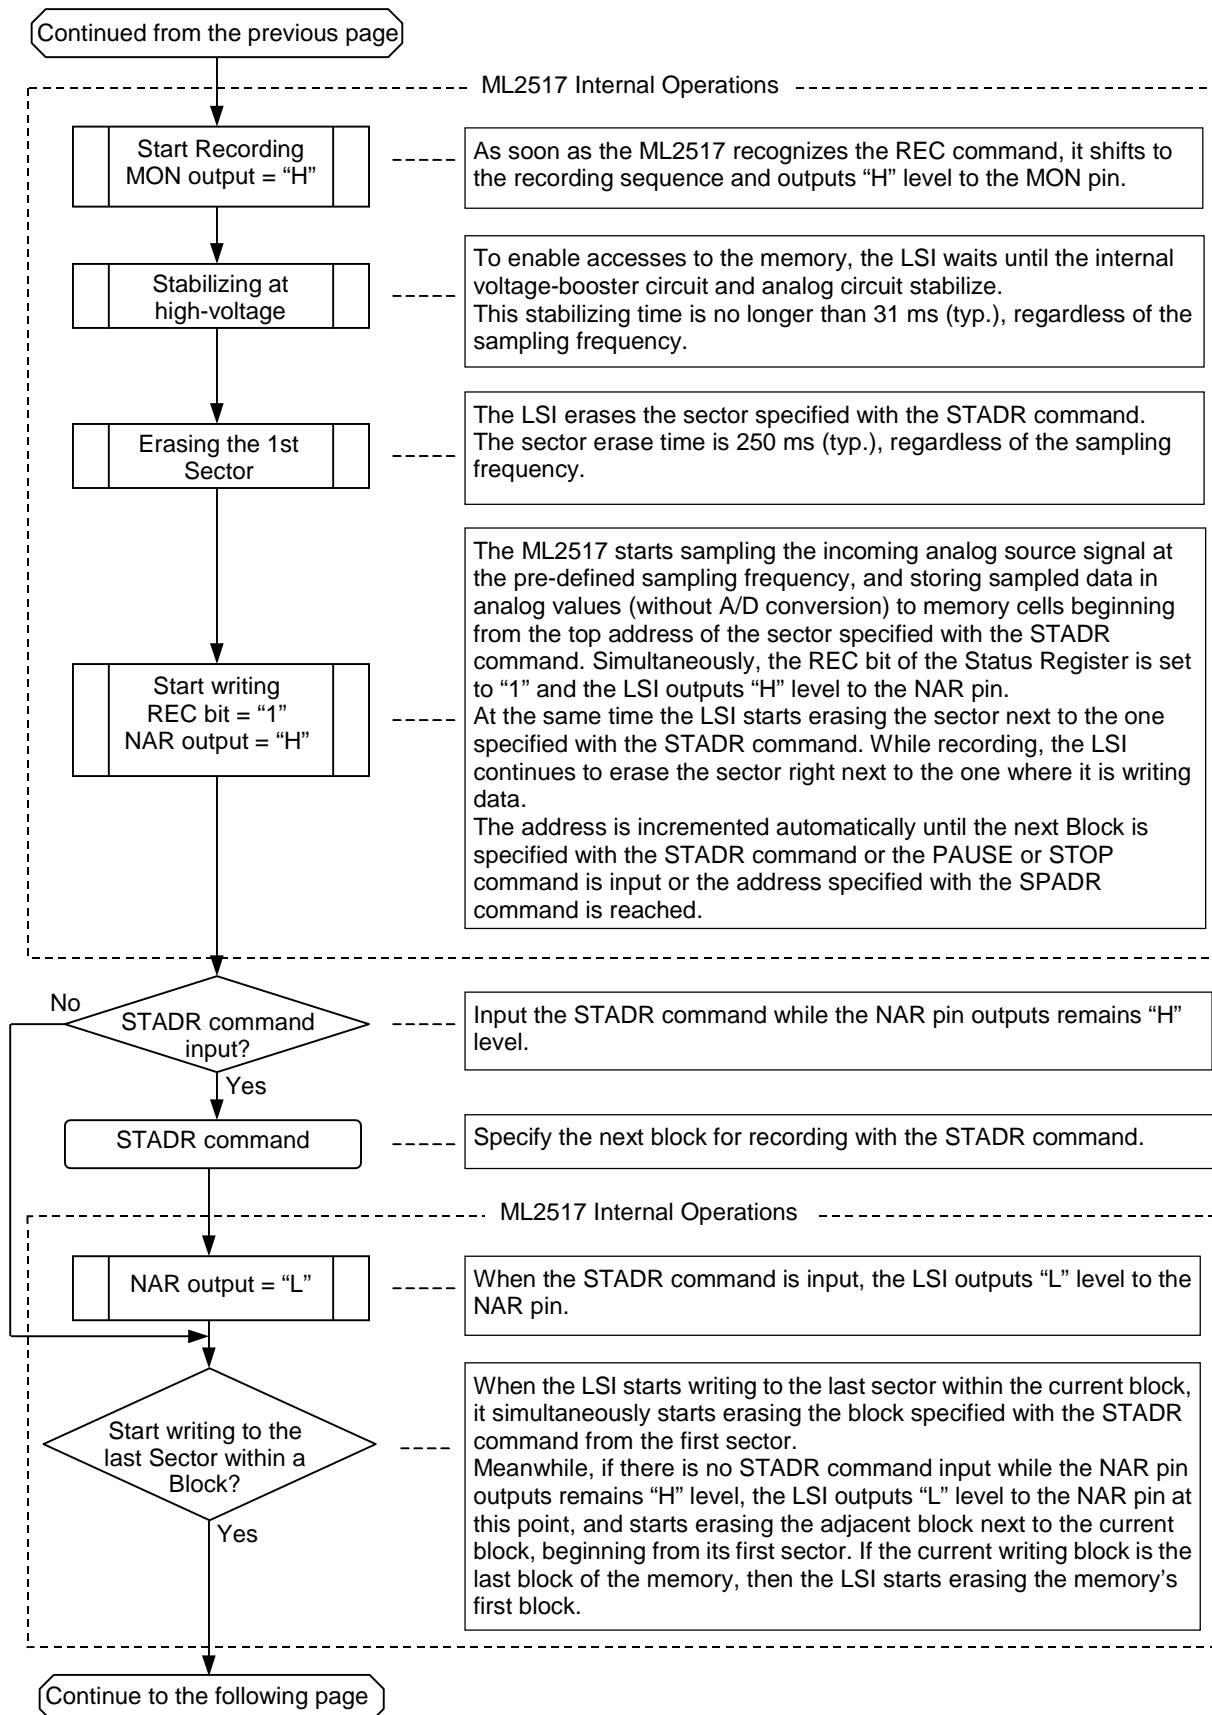 Continued from the previous page
ML2517 Internal Operations
Start Recording
MON output = “H”
As soon as the ML2517 recognizes the REC command, it shifts to
the recording sequence and outputs “H” level to the MON pin.
Stabilizing at
high-voltage
To enable accesses to the memory, the LSI waits until the internal
voltage-booster circuit and analog circuit stabilize.
This stabilizing time is no longer than 31 ms (typ.), regardless of the
sampling frequency.
Erasing the 1st
Sector
The LSI erases the sector specified with the STADR command.
The sector erase time is 250 ms (typ.), regardless of the sampling
frequency.
Start writing
REC bit = “1”
NAR output = “H”
The ML2517 starts sampling the incoming analog source signal at
the pre-defined sampling frequency, and storing sampled data in
analog values (without A/D conversion) to memory cells beginning
from the top address of the sector specified with the STADR
command. Simultaneously, the REC bit of the Status Register is set
to “1” and the LSI outputs “H” level to the NAR pin.
At the same time the LSI starts erasing the sector next to the one
specified with the STADR command. While recording, the LSI
continues to erase the sector right next to the one where it is writing
data.
The address is incremented automatically until the next Block is
specified with the STADR command or the PAUSE or STOP
command is input or the address specified with the SPADR
command is reached.
No
STADR command
input?
Input the STADR command while the NAR pin outputs remains “H”
level.
Yes
STADR command
Specify the next block for recording with the STADR command.
ML2517 Internal Operations
NAR output = “L”
When the STADR command is input, the LSI outputs “L” level to the
NAR pin.
Start writing to the
last Sector within a
Block?
When the LSI starts writing to the last sector within the current block,
it simultaneously starts erasing the block specified with the STADR
command from the first sector.
Meanwhile, if there is no STADR command input while the NAR pin
outputs remains “H” level, the LSI outputs “L” level to the NAR pin at
this point, and starts erasing the adjacent block next to the current
block, beginning from its first sector. If the current writing block is the
last block of the memory, then the LSI starts erasing the memory’s
first block.
Yes
Continue to the following page